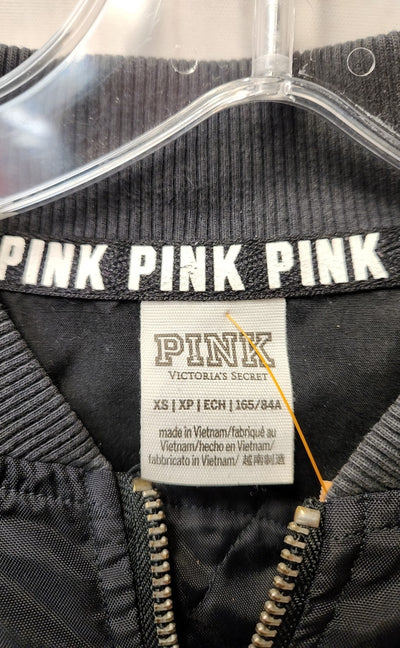 PINK PINK PINK
PINK
VICTORIA'S SECRET
XS | XP | ECH | 165/84A
made in Vietnam/fabriqué au
Vietnam/hecho en Vietnam/
fabbricato in Vietnam/ 越南制造